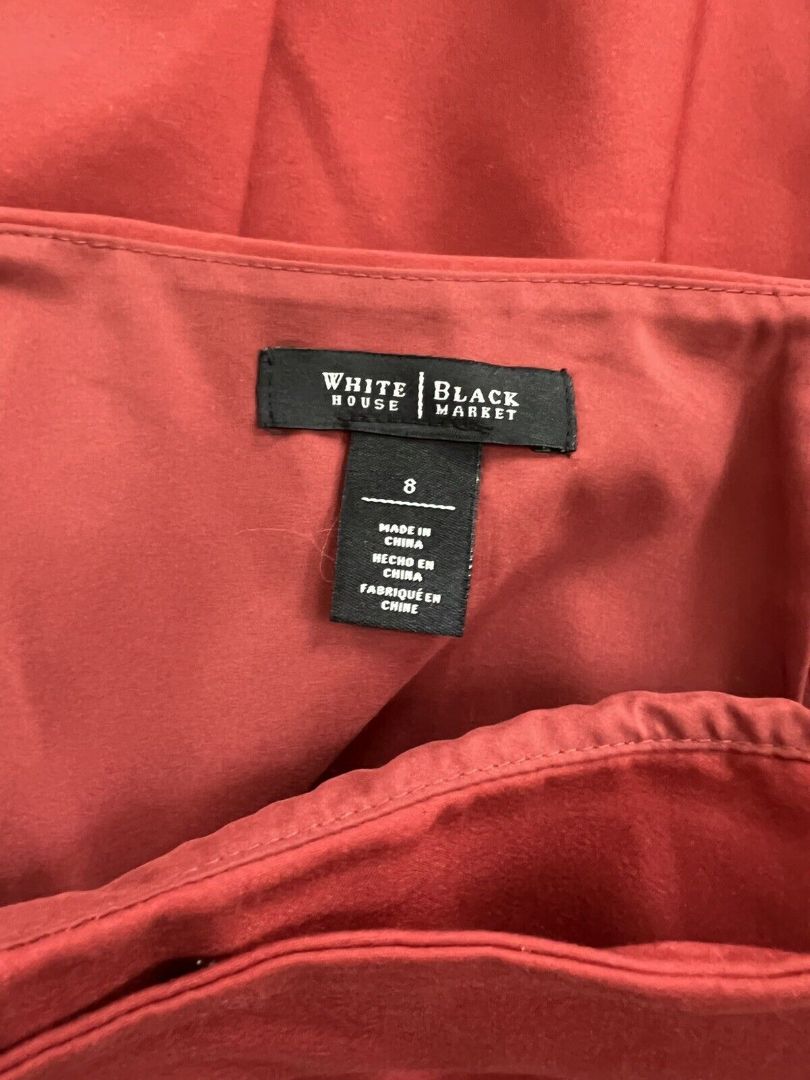 WHITE | BLACK
HOUSE | MARKET
8
MADE IN
CHINA
HECHO EN
CHINA
FABRIQUÉ EN
CHINE